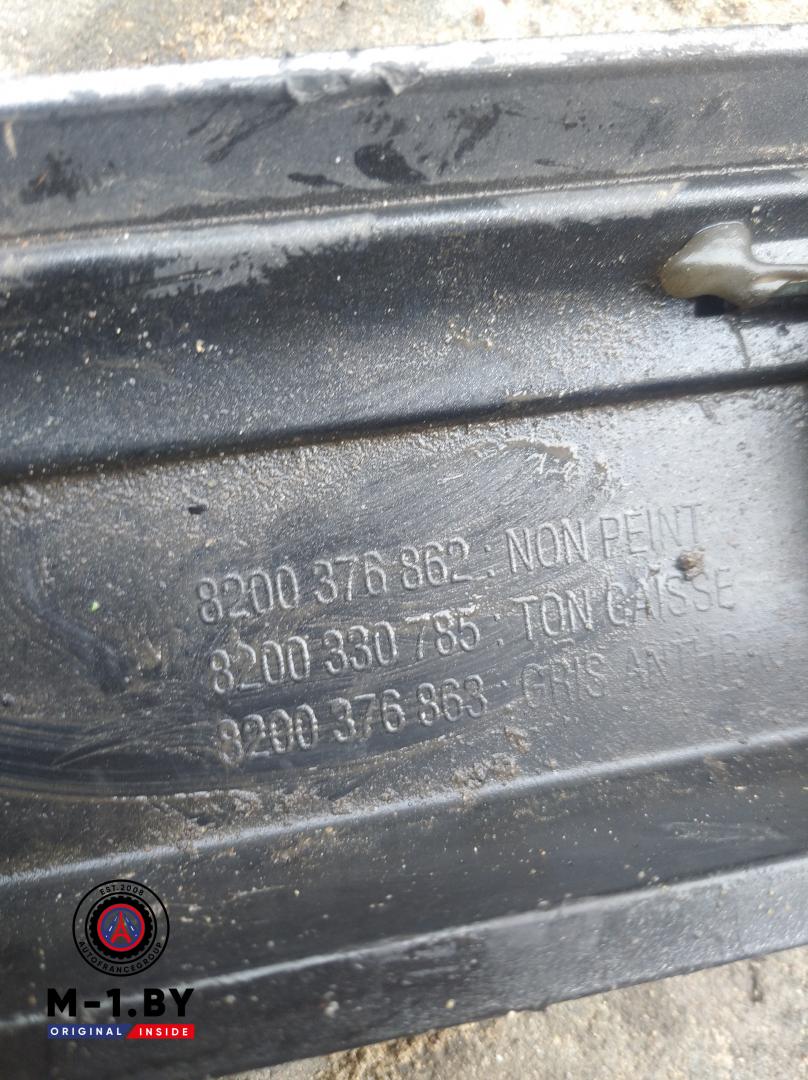 8200 376 862 : NON PEINT
8200 330 785 : TON CAISSE
8200 376 863 : GRIS
EST.2008
AUTOFRANCEGROUP
M-1.BY
ORIGINAL INSIDE